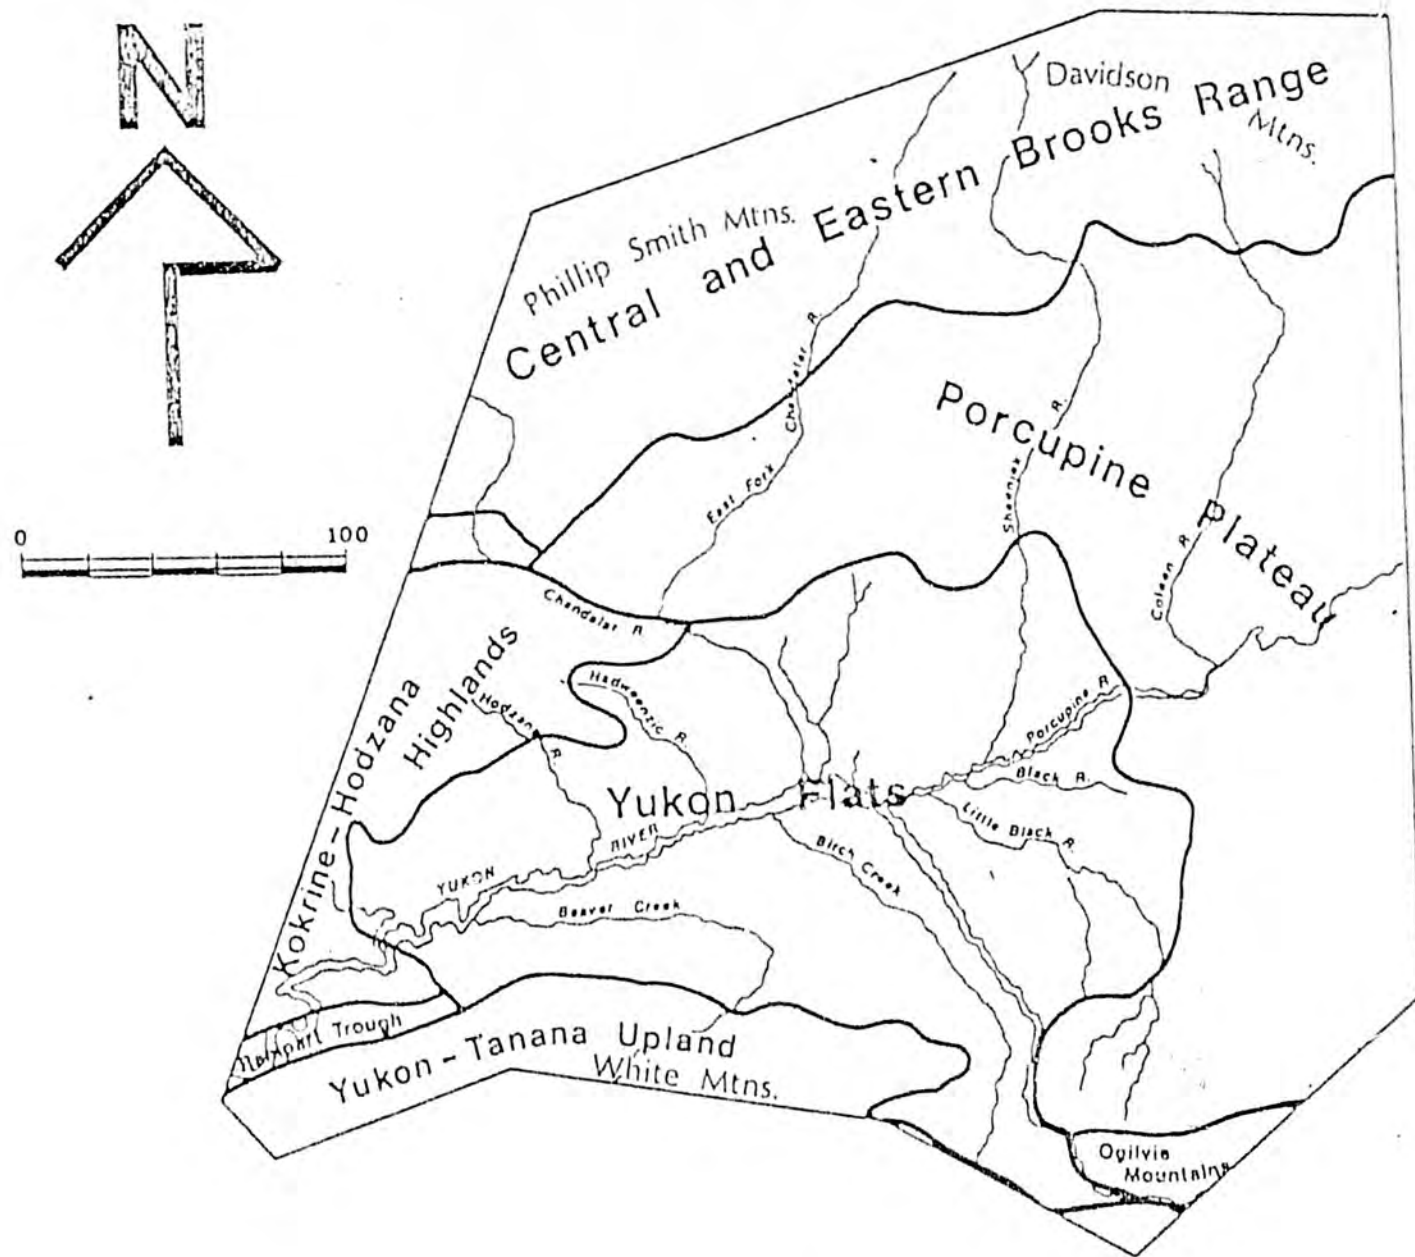 N
Davidson
Mtns.
Central and Eastern Brooks Range
Phillip Smith Mtns.
Chandalar R.
East Fork
Porcupine Plateau
Sheenjek R.
Coleen R.
0 100
Chandalar R.
Kokrine-Hodzana
Highlands
Hodzana R.
Hadweenzic R.
Porcupine R.
Black R.
Little Black R.
Yukon Flats
YUKON RIVER
Birch Creek
Beaver Creek
Rampart Trough
Yukon-Tanana Upland
White Mtns.
Ogilvie
Mountains